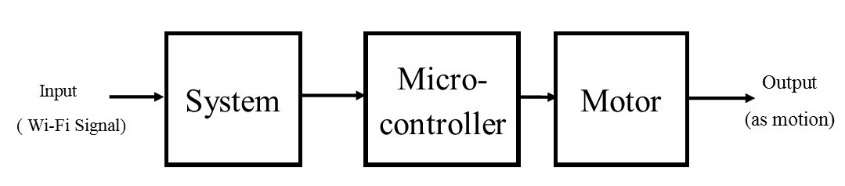 Input
( Wi-Fi Signal)
System
Micro-
controller
Motor
Output
(as motion)